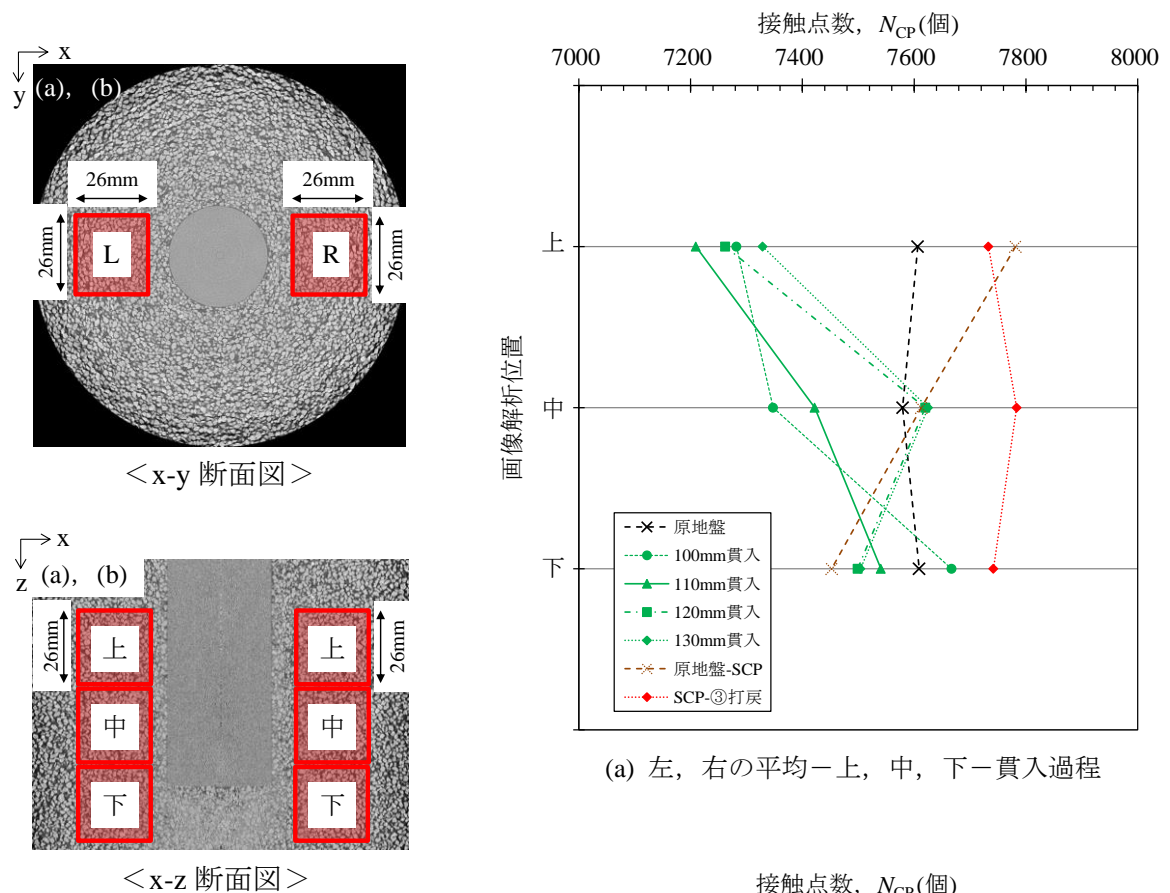 x
y
(a), (b)
26mm
26mm
26mm
L
R
26mm
＜x-y 断面図＞
x
z
(a), (b)
26mm
上
上
26mm
中
中
下
下
＜x-z 断面図＞
接触点数，N_CP(個)
7000 7200 7400 7600 7800 8000
画像解析位置
上
中
下
原地盤
100mm貫入
110mm貫入
120mm貫入
130mm貫入
原地盤-SCP
SCP-③打戻
(a) 左，右の平均－上，中，下－貫入過程
接触点数，N_CP(個)